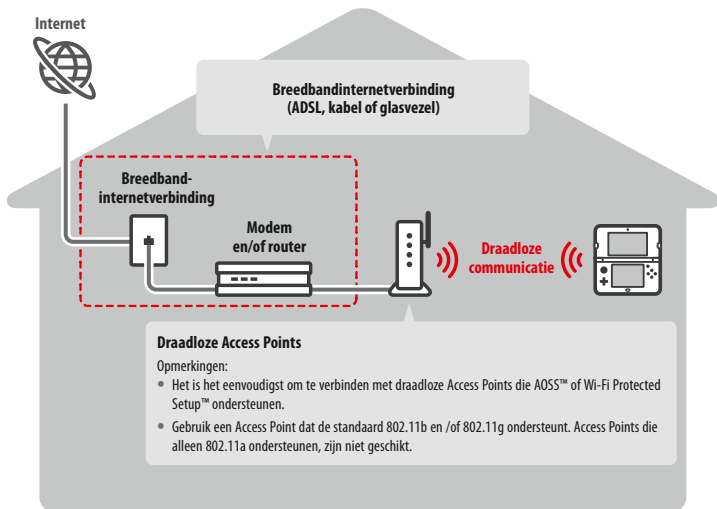 Internet
Breedbandinternetverbinding
(ADSL, kabel of glasvezel)
Breedband-
internetverbinding
Modem
en/of router
Draadloze
communicatie
Draadloze Access Points
Opmerkingen:
• Het is het eenvoudigst om te verbinden met draadloze Access Points die AOSS™ of Wi-Fi Protected
Setup™ ondersteunen.
• Gebruik een Access Point dat de standaard 802.11b en /of 802.11g ondersteunt. Access Points die
alleen 802.11a ondersteunen, zijn niet geschikt.